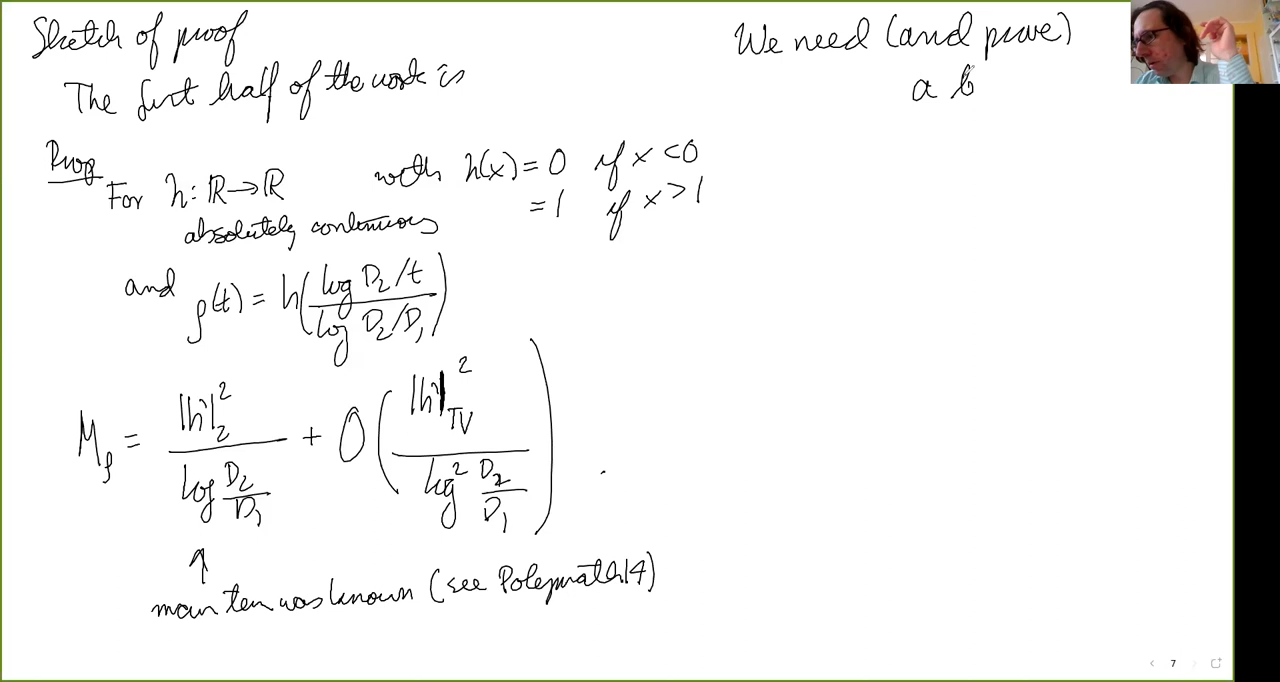 Sketch of proof
The first half of the work is
Prop
For h: ℝ→ℝ with h(x) = 0 if x < 0
absolutely continuous = 1 if x > 1
and ρ(t) = h( (log D₂/t) / (log D₂/D₁) )
M_ρ = |h'|₂² / log (D₂/D₁) + O( |h'|_TV² / log² (D₂/D₁) )
↑
main term was known (see Polymath14)
We need (and prove)
a b
7